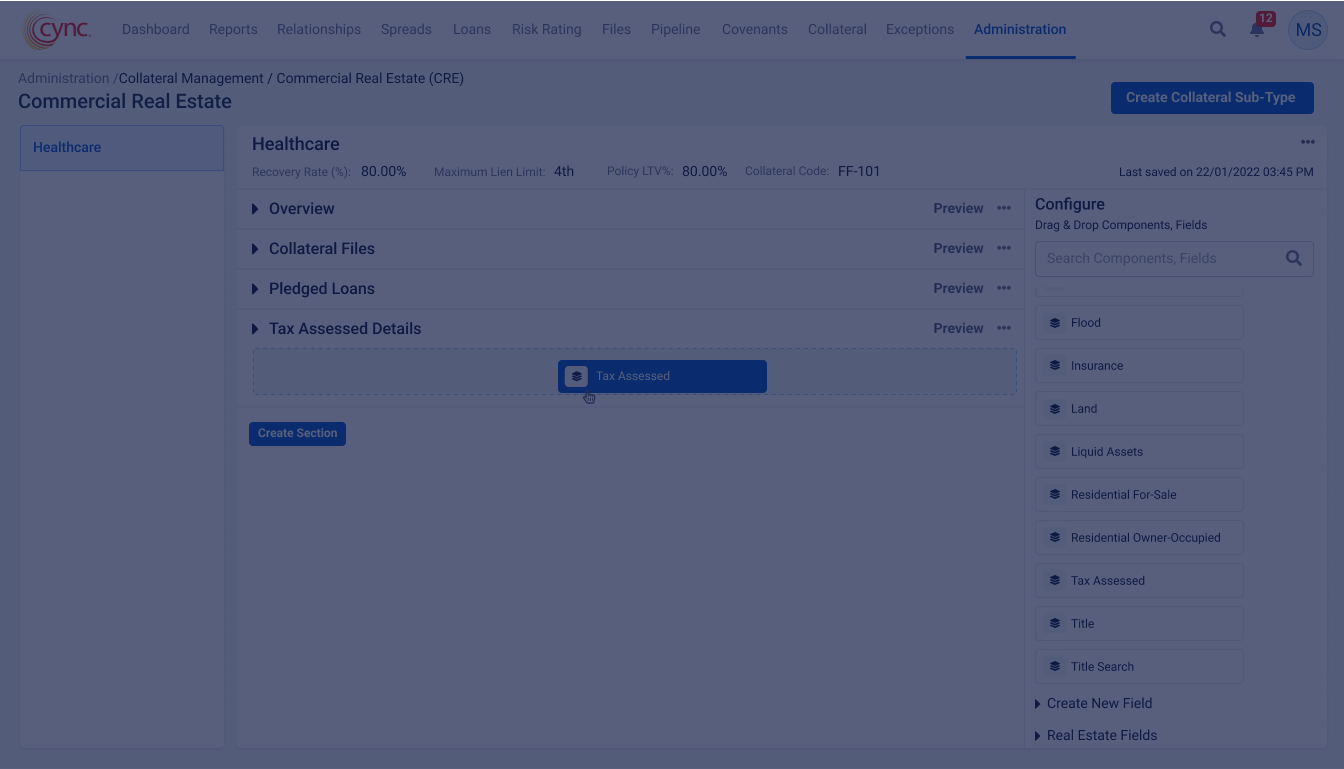 cync
Dashboard Reports Relationships Spreads Loans Risk Rating Files Pipeline Covenants Collateral Exceptions Administration 12 MS
Administration /Collateral Management / Commercial Real Estate (CRE)
Commercial Real Estate
Create Collateral Sub-Type
Healthcare
Healthcare
Recovery Rate (%): 80.00% Maximum Lien Limit: 4th Policy LTV%: 80.00% Collateral Code: FF-101 Last saved on 22/01/2022 03:45 PM
Overview Preview
Collateral Files Preview
Pledged Loans Preview
Tax Assessed Details Preview
Tax Assessed
Create Section
Configure
Drag & Drop Components, Fields
Search Components, Fields
Flood
Insurance
Land
Liquid Assets
Residential For-Sale
Residential Owner-Occupied
Tax Assessed
Title
Title Search
Create New Field
Real Estate Fields